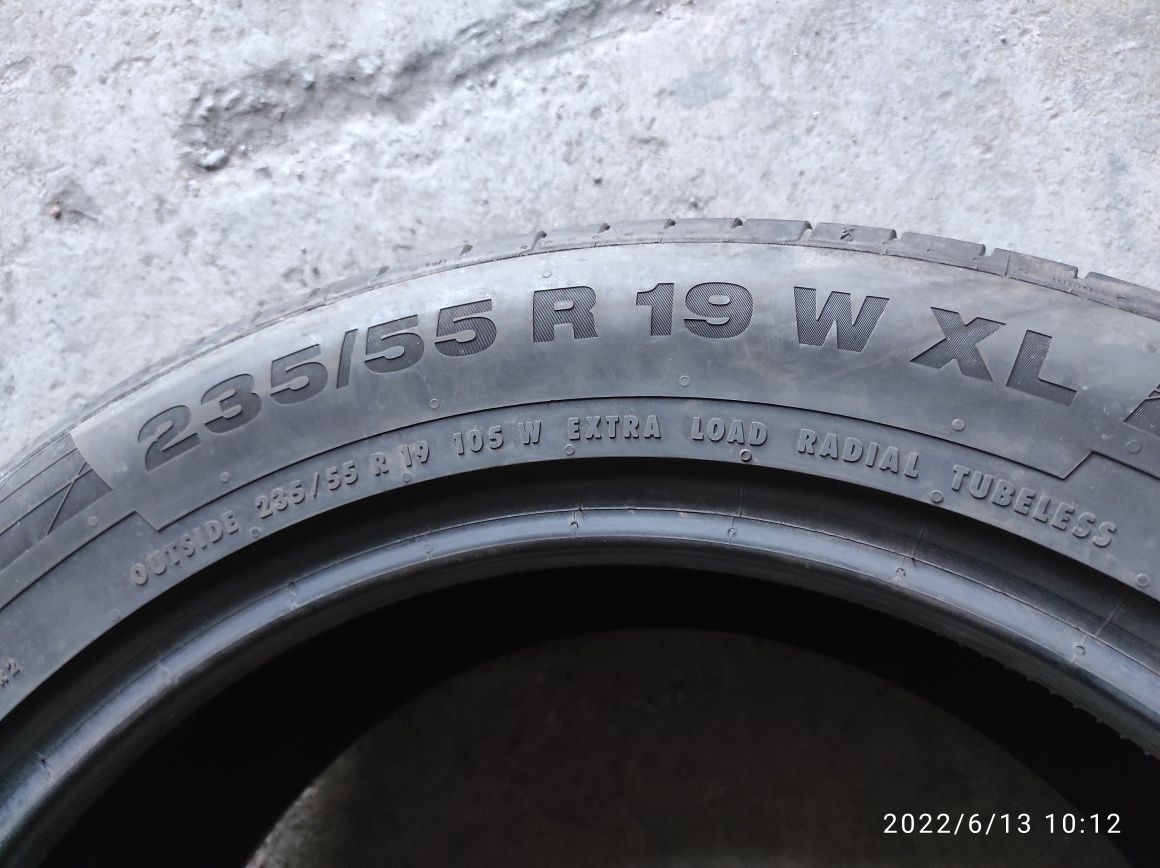 235/55 R 19 W XL
OUTSIDE 235/55 R 19 105 W EXTRA LOAD RADIAL TUBELESS
2022/6/13 10:12